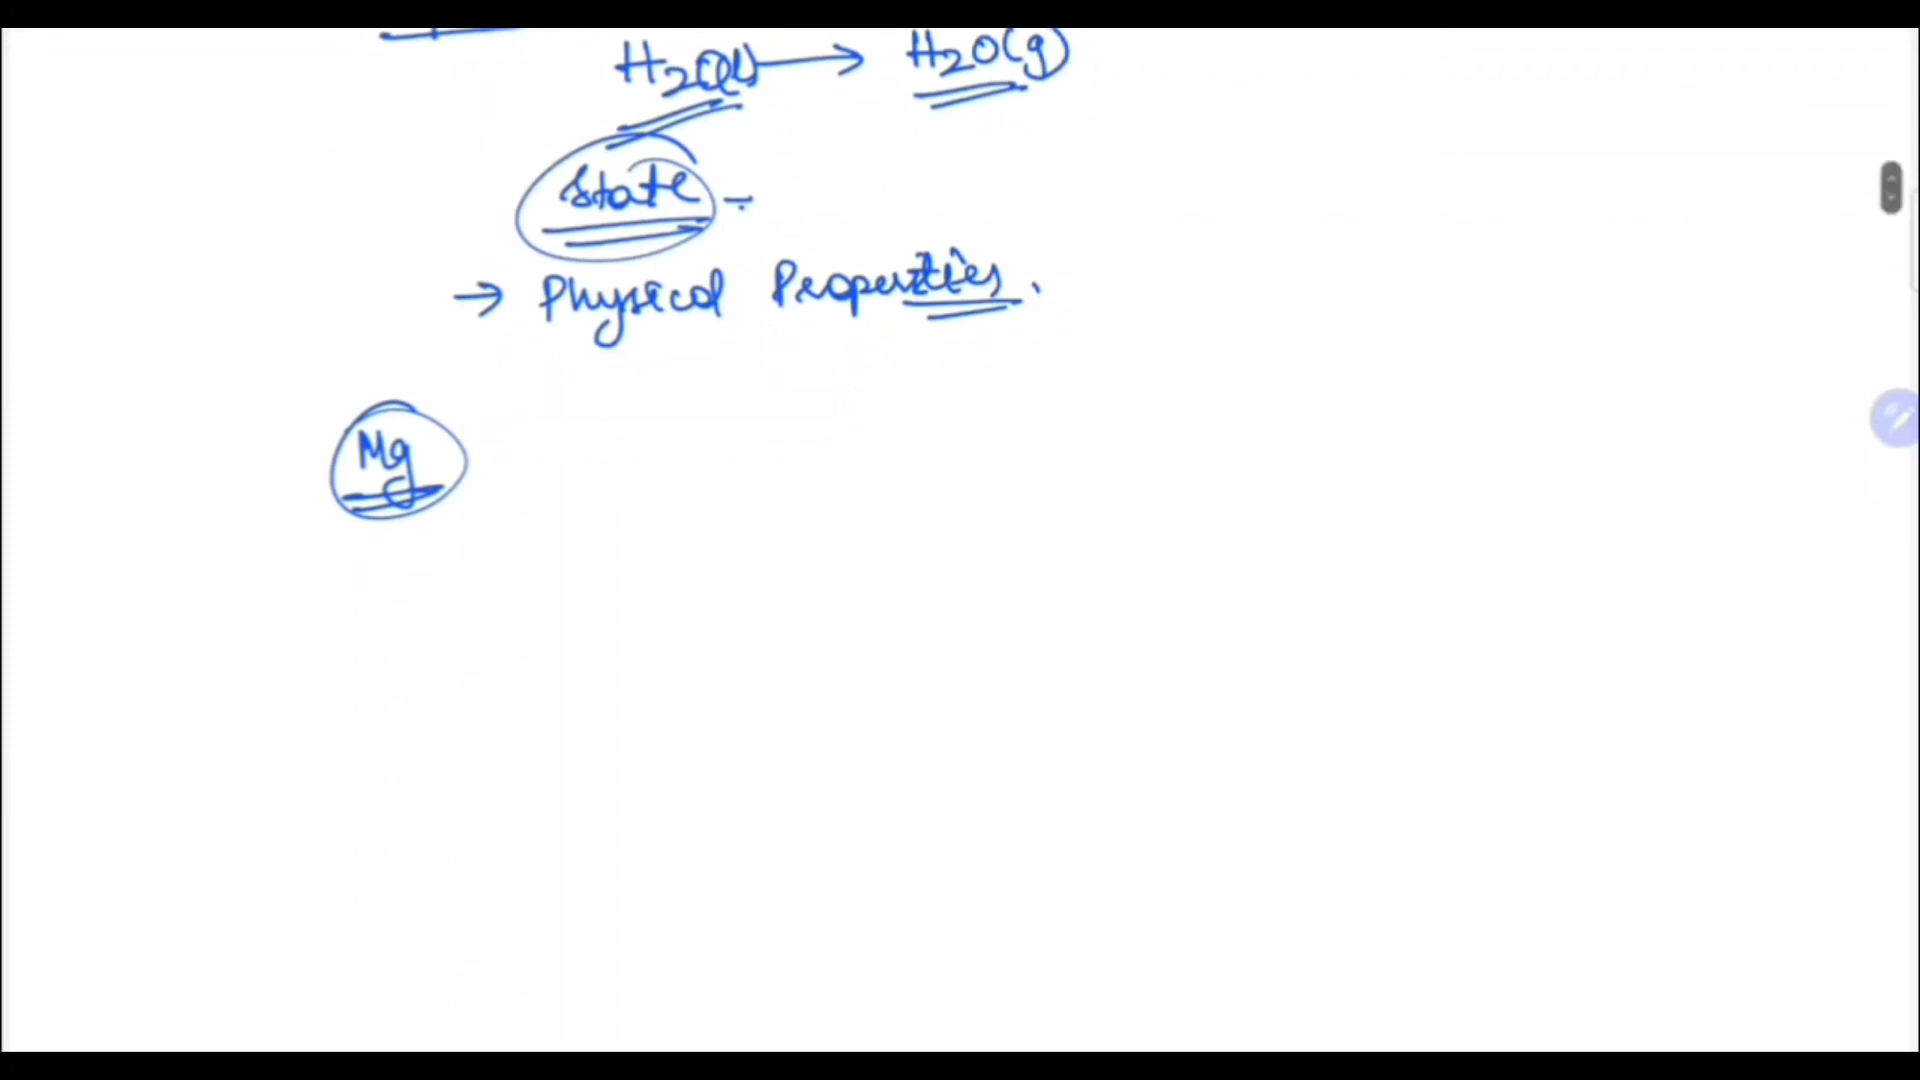 H2O(l) → H2O(g)
State -
→ Physical Properties.
Mg